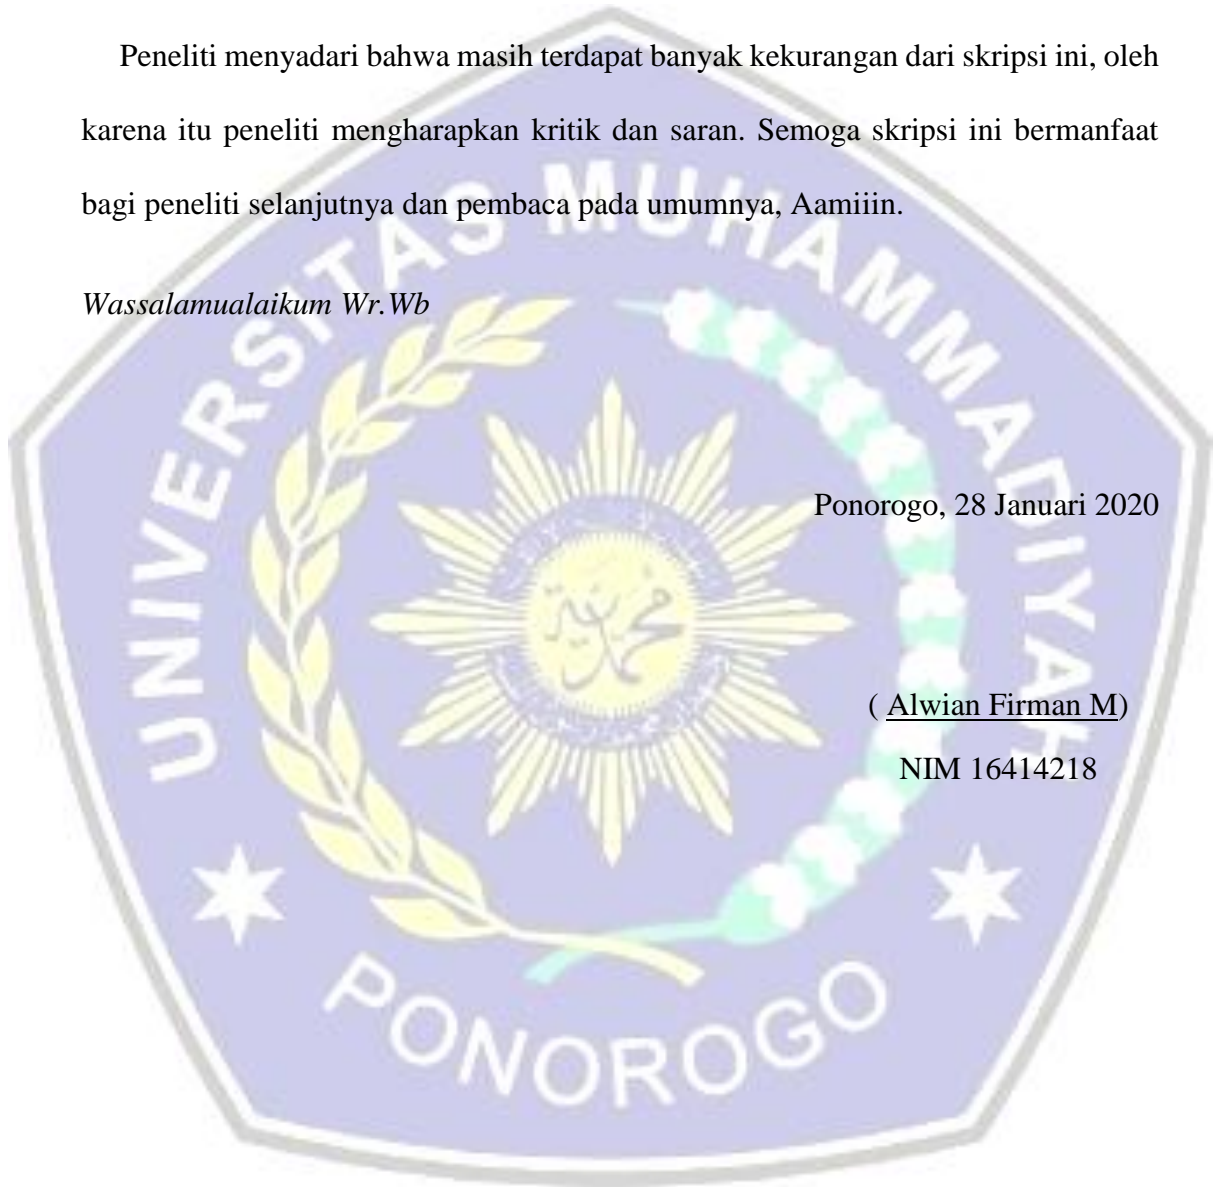 Peneliti menyadari bahwa masih terdapat banyak kekurangan dari skripsi ini, oleh
karena itu peneliti mengharapkan kritik dan saran. Semoga skripsi ini bermanfaat
bagi peneliti selanjutnya dan pembaca pada umumnya, Aamiiin.
Wassalamualaikum Wr.Wb
Ponorogo, 28 Januari 2020
( Alwian Firman M)
NIM 16414218
UNIVERSITAS MUHAMMADIYAH
PONOROGO
محمدية